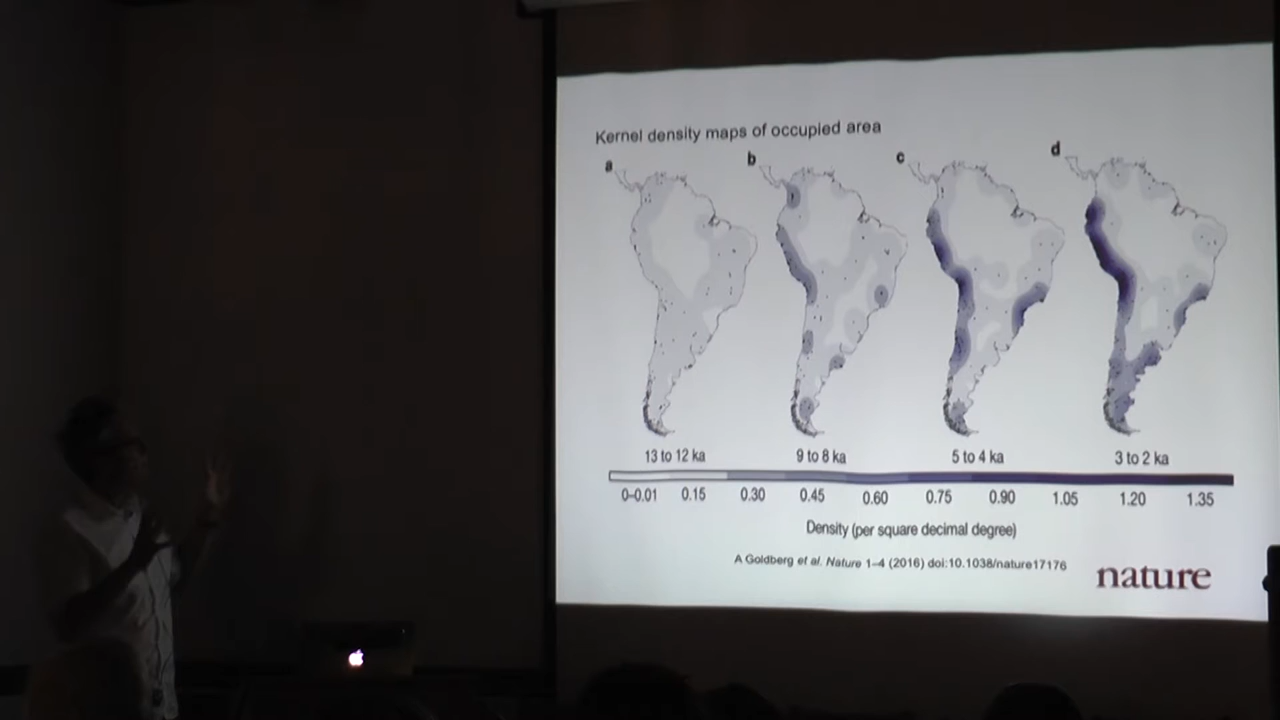 Kernel density maps of occupied area
a b c d
13 to 12 ka 9 to 8 ka 5 to 4 ka 3 to 2 ka
0–0.01 0.15 0.30 0.45 0.60 0.75 0.90 1.05 1.20 1.35
Density (per square decimal degree)
A Goldberg et al. Nature 1–4 (2016) doi:10.1038/nature17176
nature